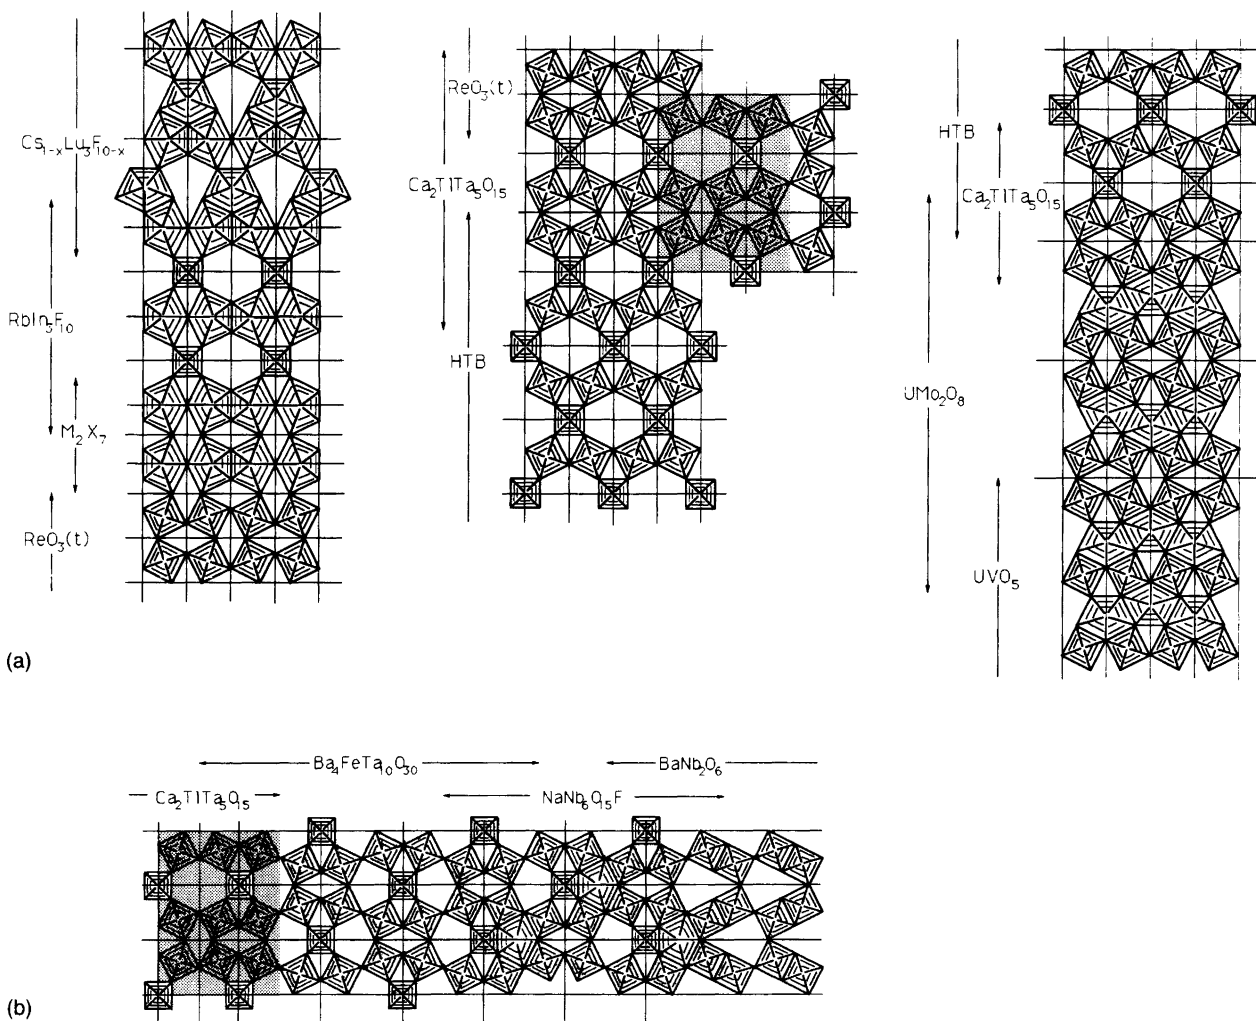 Cs₁₋ₓLu₃F₁₀₋ₓ
RbIn₃F₁₀
M₂X₇
ReO₃(t)
ReO₃(t)
Ca₂TlTa₅O₁₅
HTB
HTB
Ca₂TlTa₅O₁₅
UMo₂O₈
UVO₅
(a)
Ba₄FeTa₁₀O₃₀
BaNb₂O₆
Ca₂TlTa₅O₁₅
NaNb₆O₁₅F
(b)